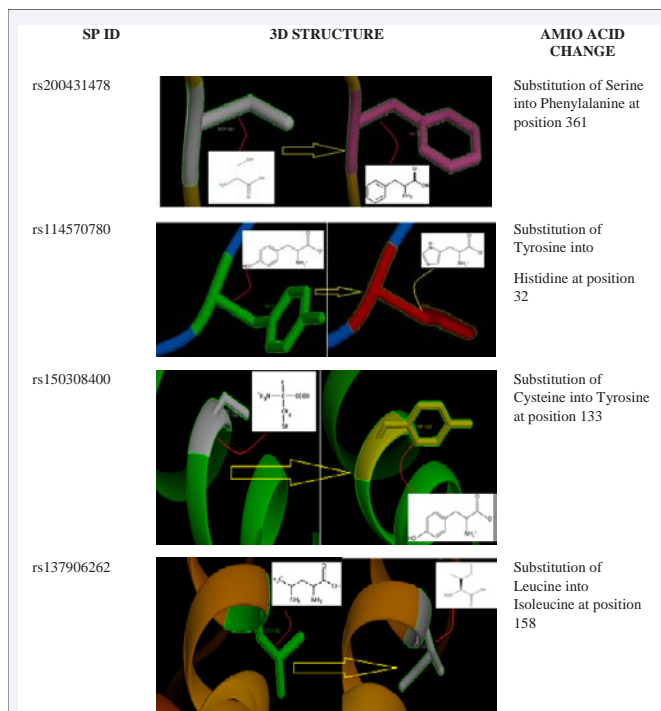 SP ID
3D STRUCTURE
AMIO ACID
CHANGE
rs200431478
Substitution of Serine
into Phenylalanine at
position 361
rs114570780
Substitution of
Tyrosine into
Histidine at position
32
rs150308400
Substitution of
Cysteine into Tyrosine
at position 133
rs137906262
Substitution of
Leucine into
Isoleucine at position
158